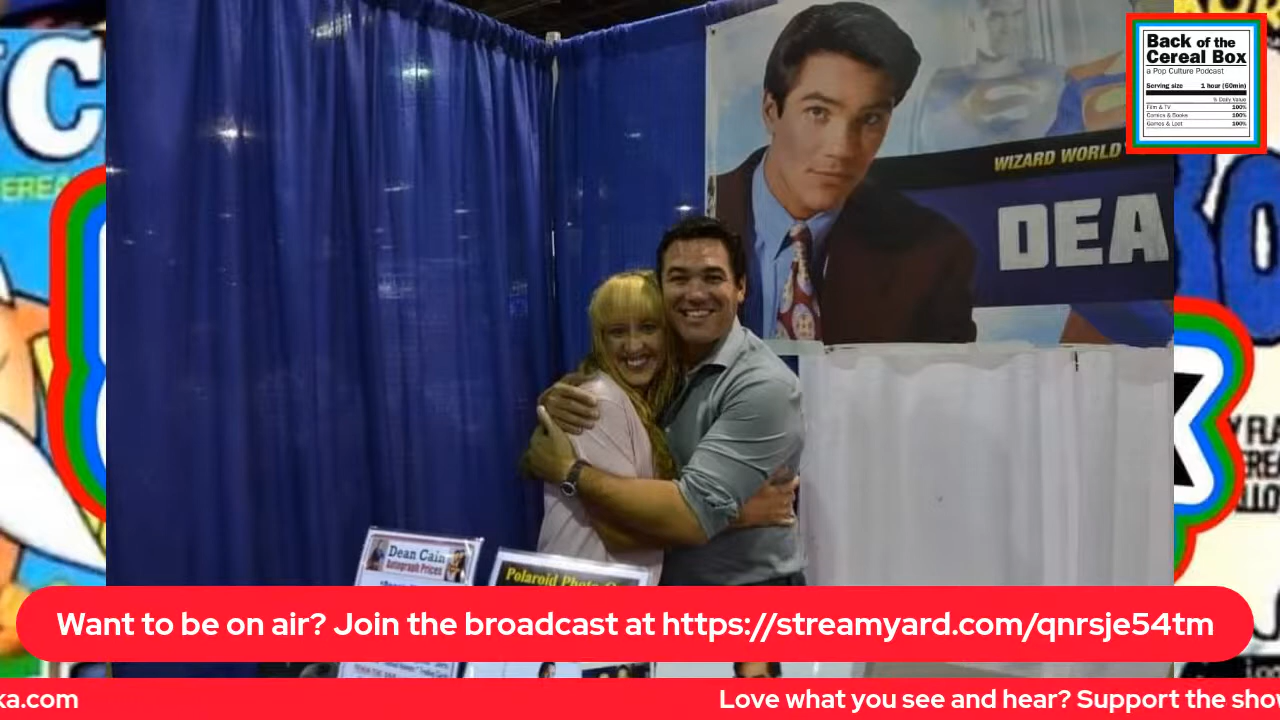 Back of the
Cereal Box
a Pop Culture Podcast
Serving size 1 hour (60min)
% Daily Value
Film & TV 100%
Comics & Books 100%
Games & Loot 100%
WIZARD WORLD
DEA
Dean Cain
Autograph Prices
Polaroid Photo
Want to be on air? Join the broadcast at https://streamyard.com/qnrsje54tm
ka.com
Love what you see and hear? Support the sho